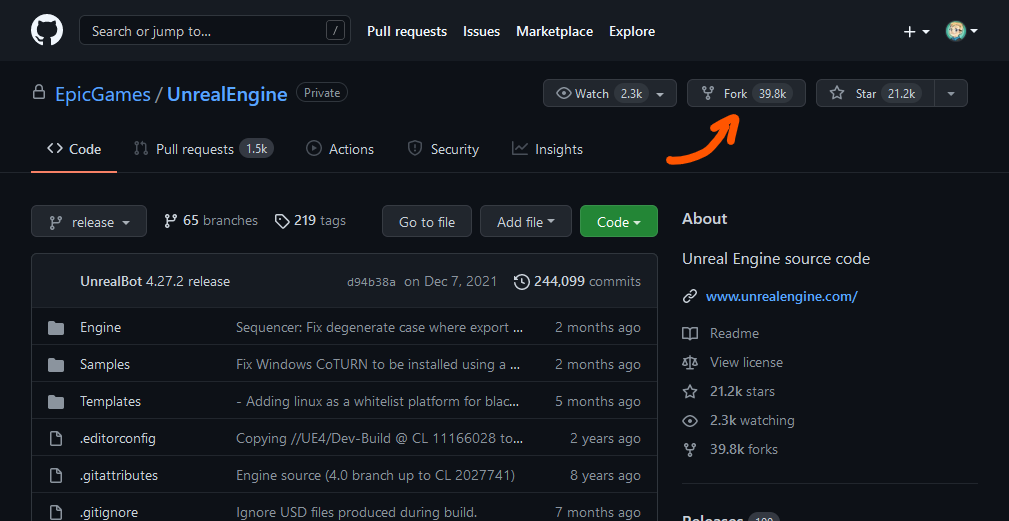 Search or jump to… / Pull requests Issues Marketplace Explore
EpicGames / UnrealEngine Private Watch 2.3k Fork 39.8k Star 21.2k
Code Pull requests 1.5k Actions Security Insights
release 65 branches 219 tags Go to file Add file Code
About
Unreal Engine source code
www.unrealengine.com/
Readme
View license
21.2k stars
2.3k watching
39.8k forks
UnrealBot 4.27.2 release d94b38a on Dec 7, 2021 244,099 commits
Engine Sequencer: Fix degenerate case where export ... 2 months ago
Samples Fix Windows CoTURN to be installed using a ... 2 months ago
Templates - Adding linux as a whitelist platform for blac... 5 months ago
.editorconfig Copying //UE4/Dev-Build @ CL 11166028 to... 2 years ago
.gitattributes Engine source (4.0 branch up to CL 2027741) 8 years ago
.gitignore Ignore USD files produced during build. 7 months ago
Releases